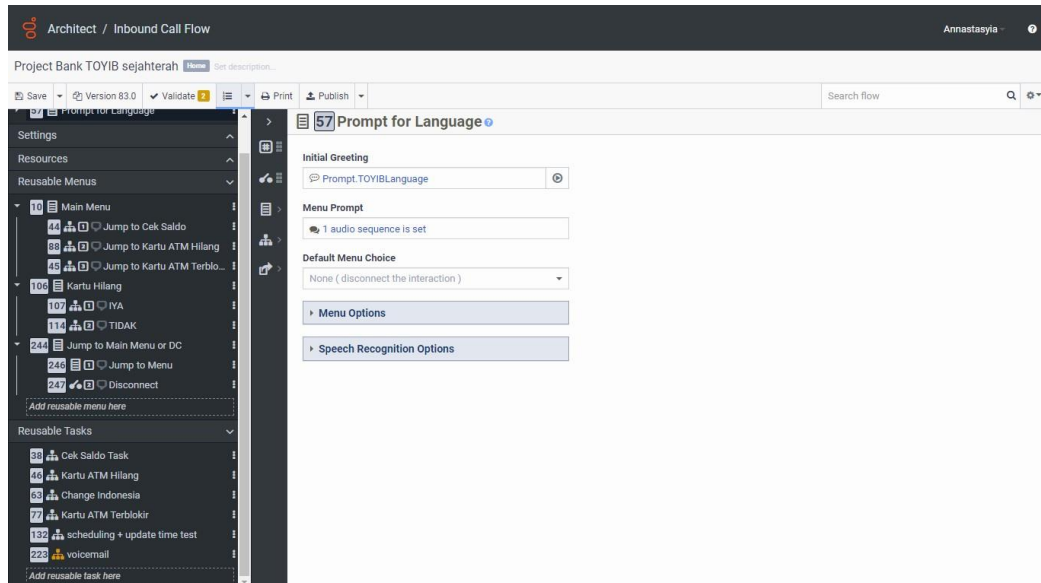 Architect / Inbound Call Flow
Annastasyia
Project Bank TOYIB sejahterah Home Set description...
Save Version 83.0 Validate 2 Print Publish Search flow
57 Prompt for Language
Settings
Resources
Reusable Menus
10 Main Menu
44 1 Jump to Cek Saldo
88 2 Jump to Kartu ATM Hilang
45 3 Jump to Kartu ATM Terblo...
106 Kartu Hilang
107 1 IYA
114 2 TIDAK
244 Jump to Main Menu or DC
246 1 Jump to Menu
247 2 Disconnect
Add reusable menu here
Reusable Tasks
38 Cek Saldo Task
46 Kartu ATM Hilang
63 Change Indonesia
77 Kartu ATM Terblokir
132 scheduling + update time test
223 voicemail
Add reusable task here
57 Prompt for Language
Initial Greeting
Prompt.TOYIBLanguage
Menu Prompt
1 audio sequence is set
Default Menu Choice
None ( disconnect the interaction )
Menu Options
Speech Recognition Options